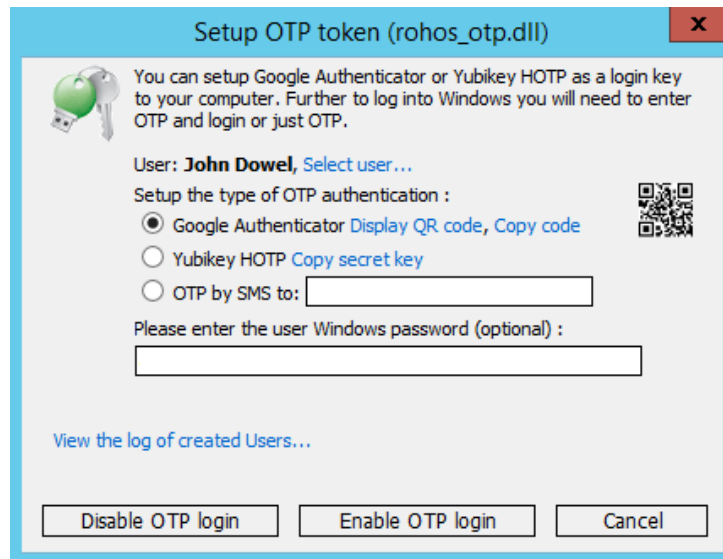 Setup OTP token (rohos_otp.dll)
x
You can setup Google Authenticator or Yubikey HOTP as a login key
to your computer. Further to log into Windows you will need to enter
OTP and login or just OTP.
User: John Dowel, Select user...
Setup the type of OTP authentication :
Google Authenticator Display QR code, Copy code
Yubikey HOTP Copy secret key
OTP by SMS to:
Please enter the user Windows password (optional) :
View the log of created Users...
Disable OTP login Enable OTP login Cancel